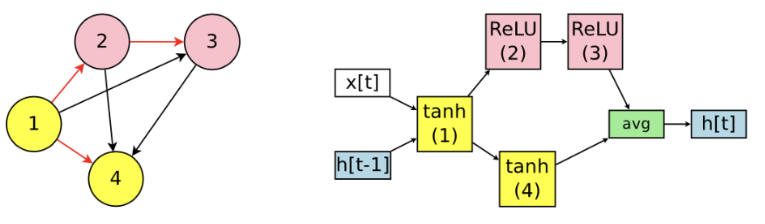 2
3
1
4
x[t]
h[t-1]
tanh
(1)
ReLU
(2)
ReLU
(3)
tanh
(4)
avg
h[t]